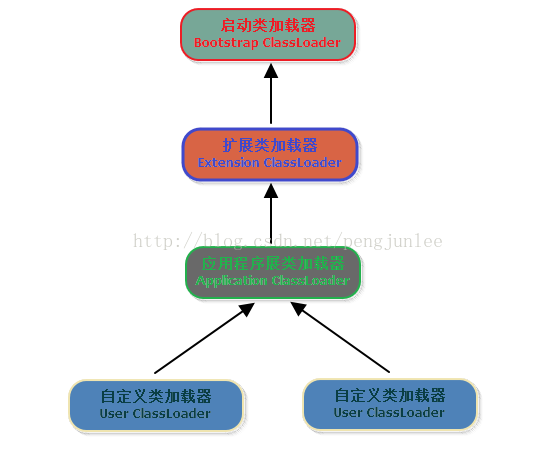 启动类加载器
Bootstrap ClassLoader
扩展类加载器
Extension ClassLoader
http://blog.csdn.net/pengjunlee
应用程序展类加载器
Application ClassLoader
自定义类加载器
User ClassLoader
自定义类加载器
User ClassLoader